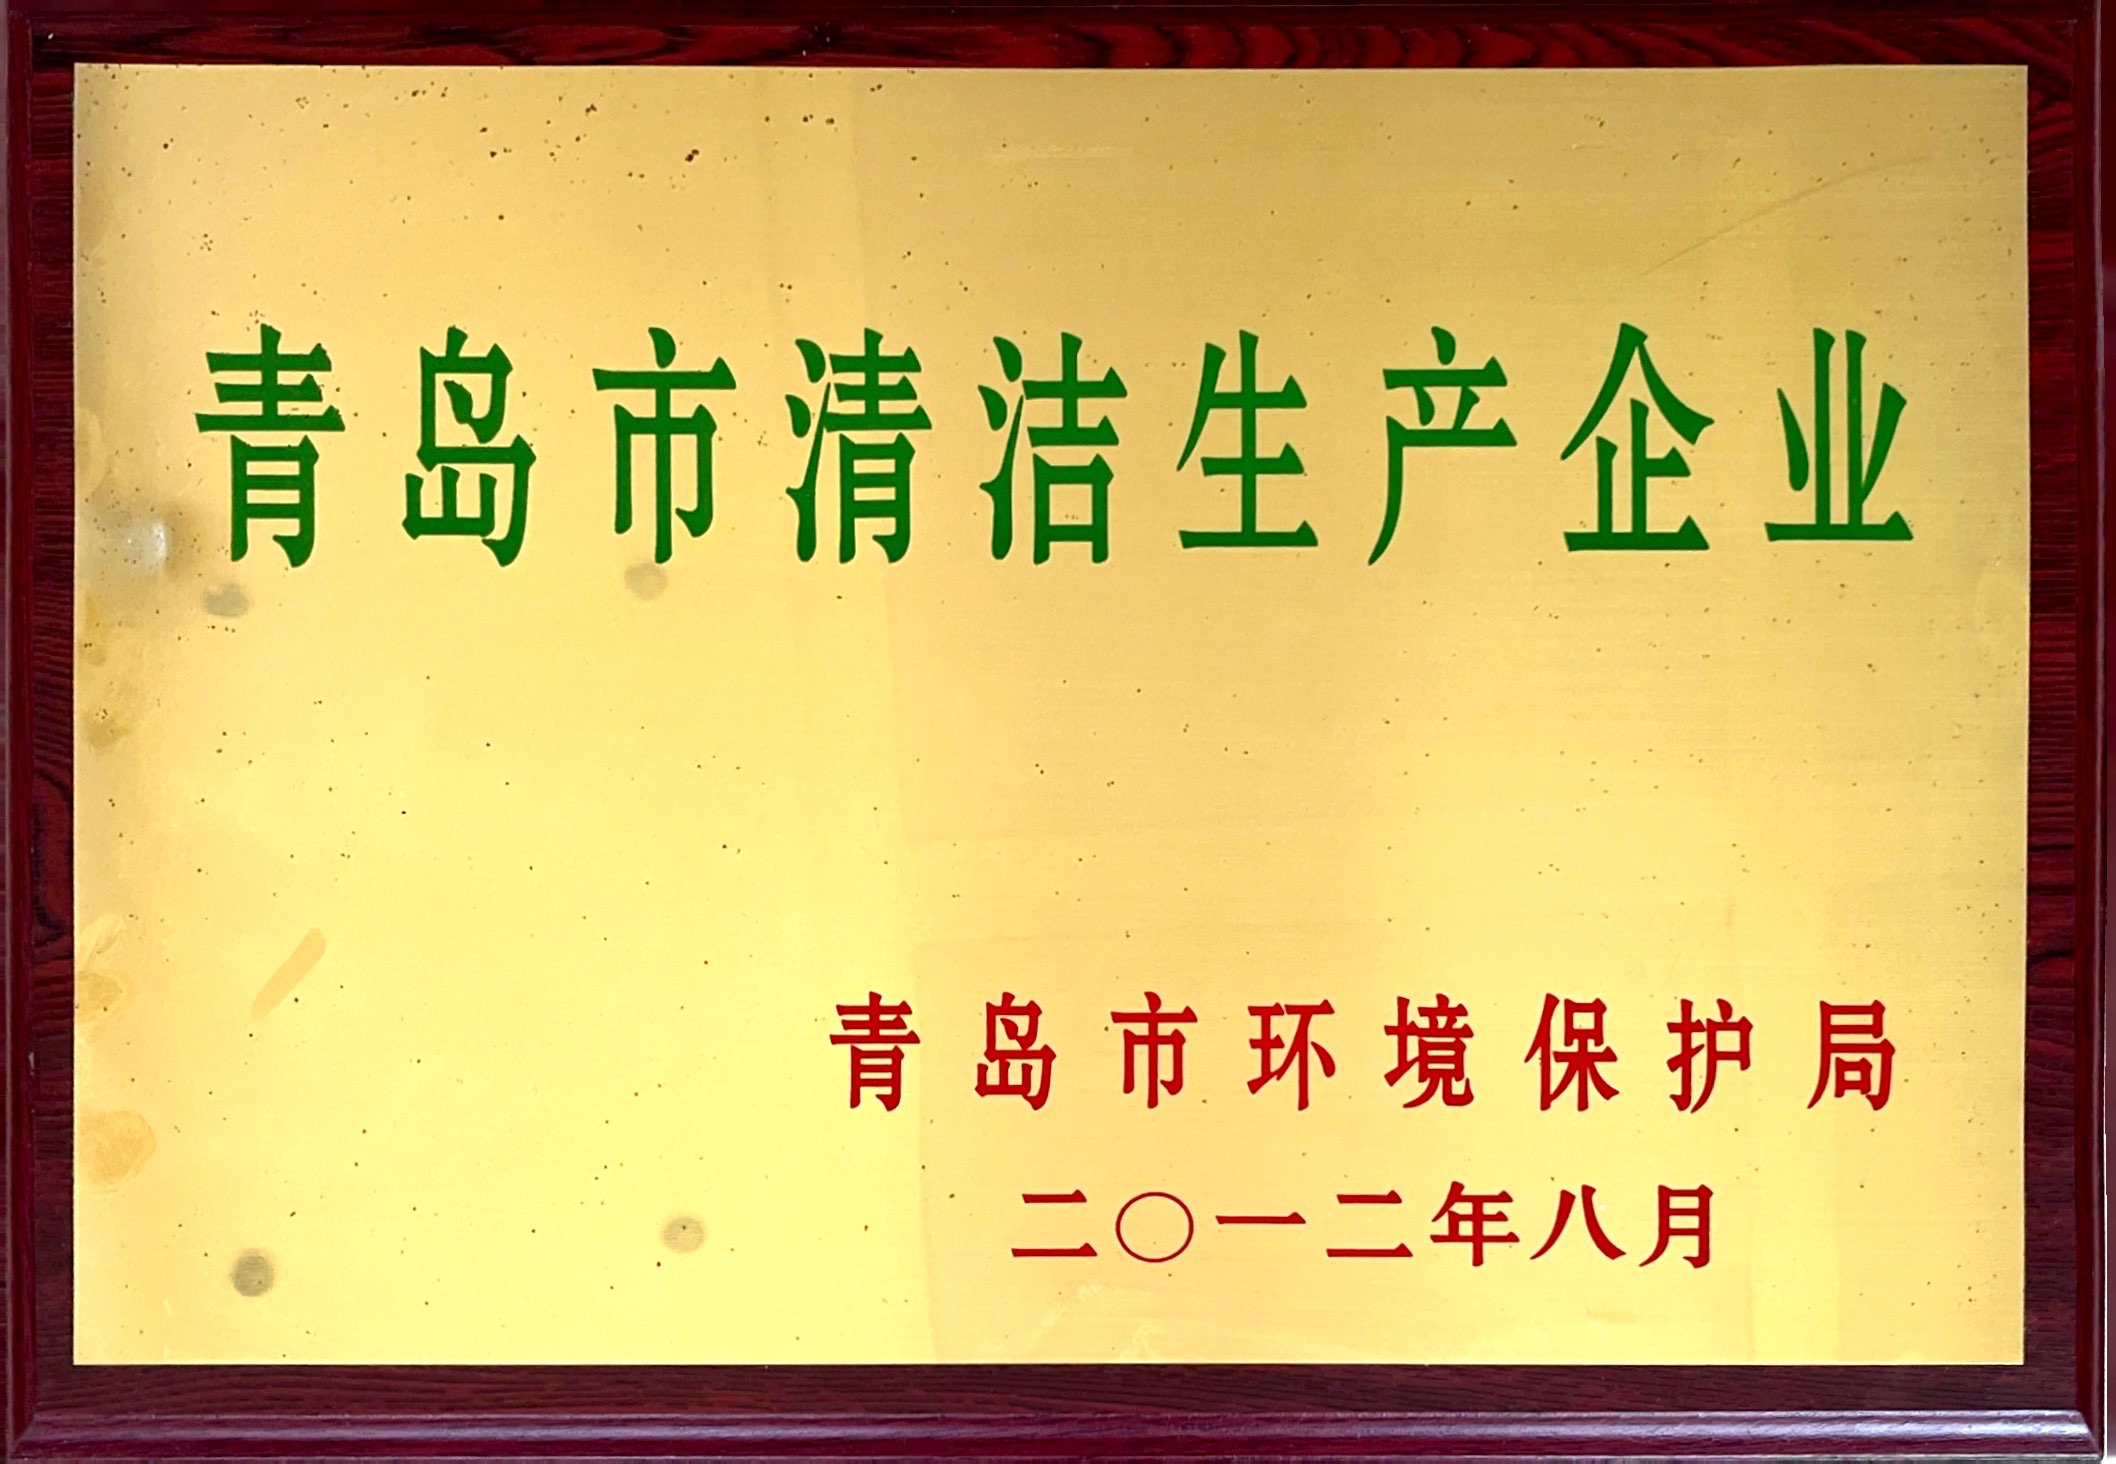 青岛市清洁生产企业
青岛市环境保护局
二〇一二年八月